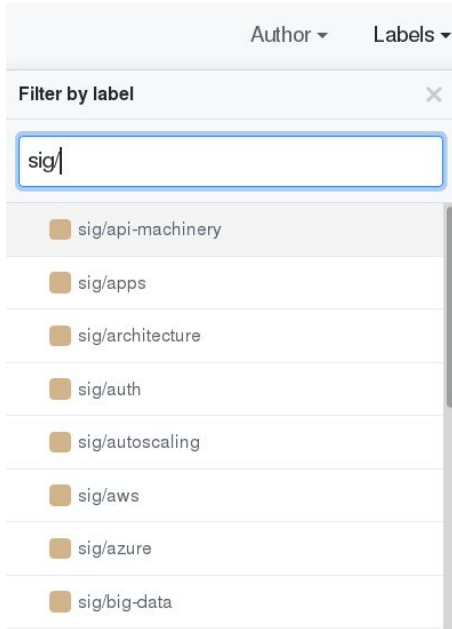 Author Labels
Filter by label
sig/
sig/api-machinery
sig/apps
sig/architecture
sig/auth
sig/autoscaling
sig/aws
sig/azure
sig/big-data